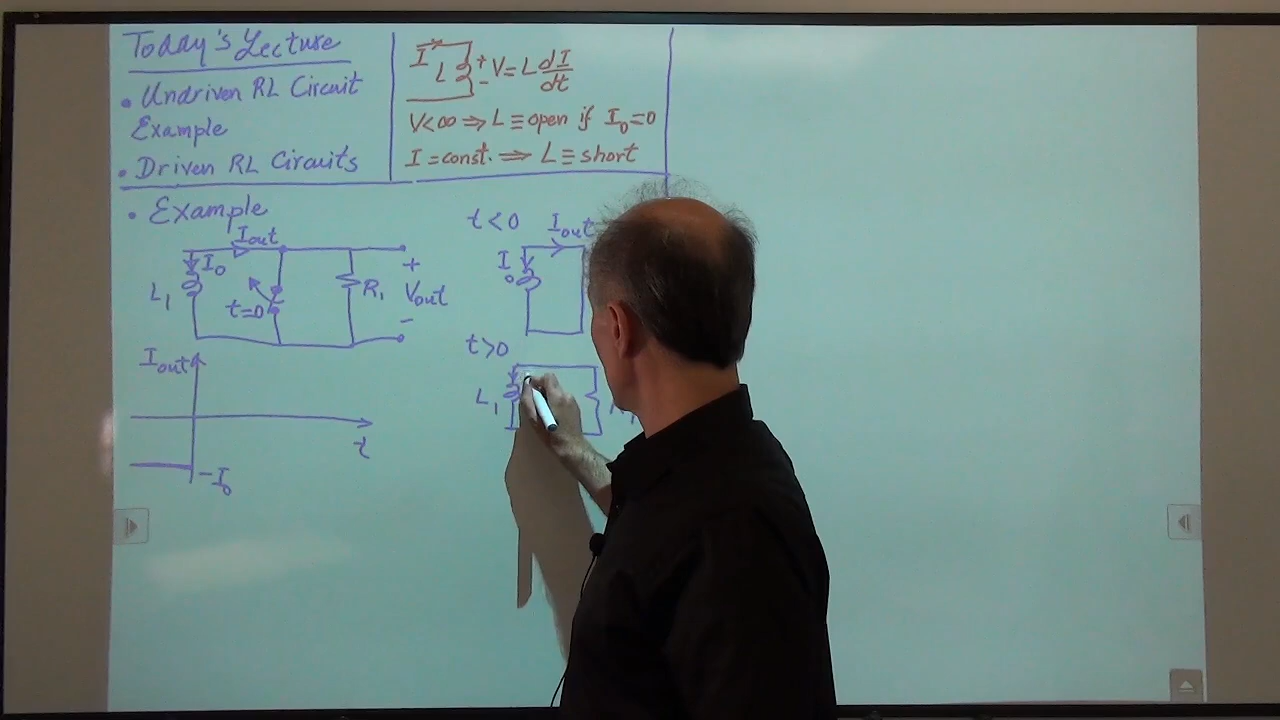 Today's Lecture
• Undriven RL Circuit
Example
• Driven RL Circuits
I L + - V = L dI/dt
V<∞ ⇒ L ≡ open if I₀=0
I = const. ⇒ L ≡ short
• Example
Iout
I₀
L₁
t=0
R₁
+
Vout
-
Iout
t
-I₀
t<0
Iout
I₀
t>0
L₁